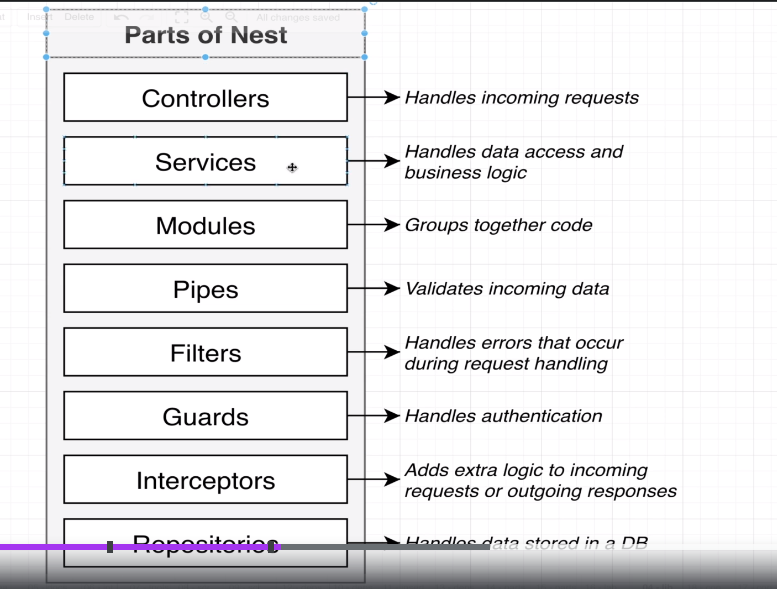 Insert Delete All changes saved
Parts of Nest
Controllers
Handles incoming requests
Services
Handles data access and
business logic
Modules
Groups together code
Pipes
Validates incoming data
Filters
Handles errors that occur
during request handling
Guards
Handles authentication
Interceptors
Adds extra logic to incoming
requests or outgoing responses
Repositories
Handles data stored in a DB